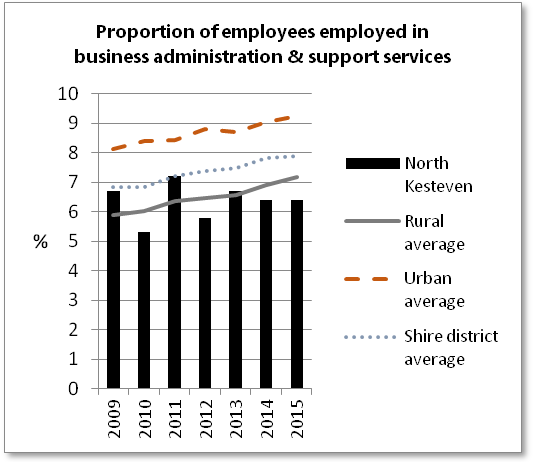 Proportion of employees employed in
business administration & support services
10
9
8
7
6
5
4
3
2
1
0
%
2009
2010
2011
2012
2013
2014
2015
North
Kesteven
Rural
average
Urban
average
Shire district
average